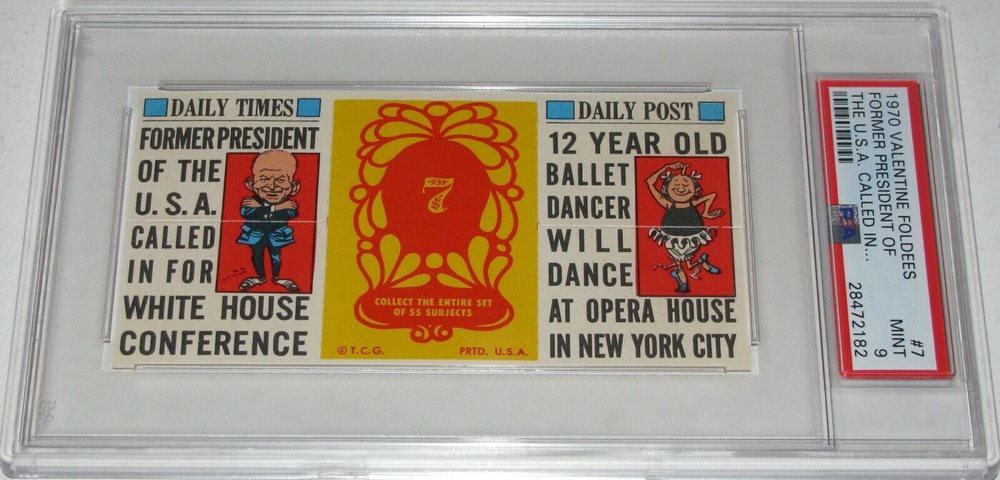 DAILY TIMES
FORMER PRESIDENT
OF THE
U.S.A.
CALLED
IN FOR
WHITE HOUSE
CONFERENCE
7
COLLECT THE ENTIRE SET
OF 55 SUBJECTS
© T.C.G. PRTD. U.S.A.
DAILY POST
12 YEAR OLD
BALLET
DANCER
WILL
DANCE
AT OPERA HOUSE
IN NEW YORK CITY
1970 VALENTINE FOLDEES #7
FORMER PRESIDENT OF MINT
THE U.S.A. CALLED IN... 9
PSA 28472182